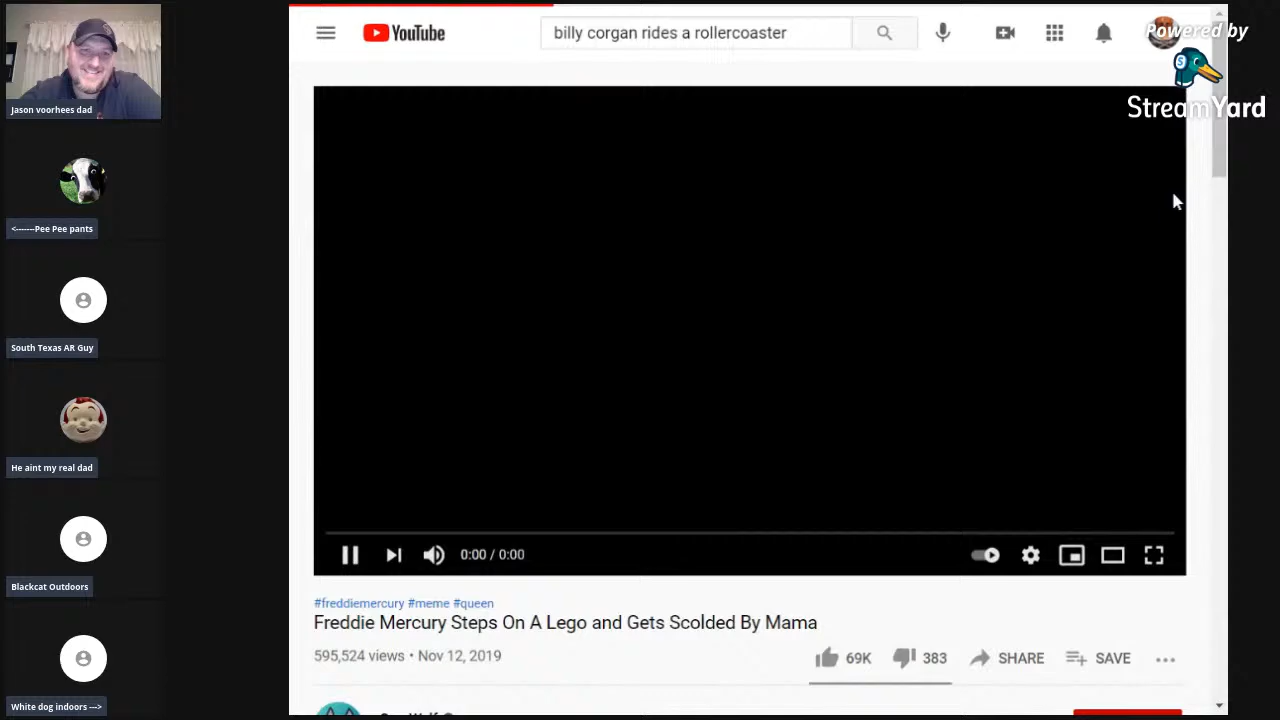 Jason voorhees dad
<-------Pee Pee pants
South Texas AR Guy
He aint my real dad
Blackcat Outdoors
White dog indoors --->
YouTube
billy corgan rides a rollercoaster
Powered by
S
StreamYard
0:00 / 0:00
#freddiemercury #meme #queen
Freddie Mercury Steps On A Lego and Gets Scolded By Mama
595,524 views • Nov 12, 2019
69K
383
SHARE
SAVE